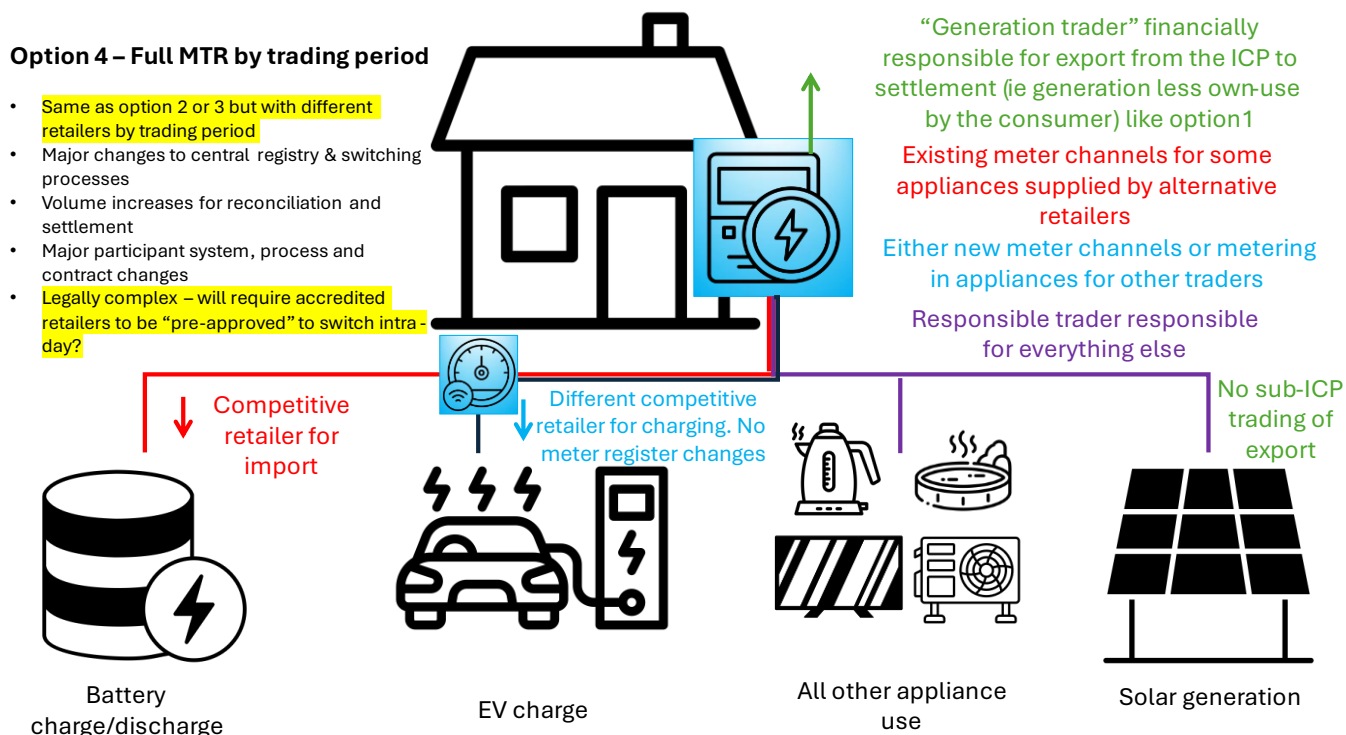 Option 4 – Full MTR by trading period
• Same as option 2 or 3 but with different
retailers by trading period
• Major changes to central registry & switching
processes
• Volume increases for reconciliation and
settlement
• Major participant system, process and
contract changes
• Legally complex – will require accredited
retailers to be “pre-approved” to switch intra-
day?
“Generation trader” financially
responsible for export from the ICP to
settlement (ie generation less own-use
by the consumer) like option1
Existing meter channels for some
appliances supplied by alternative
retailers
Either new meter channels or metering
in appliances for other traders
Responsible trader responsible
for everything else
Competitive
retailer for
import
Different competitive
retailer for charging. No
meter register changes
No sub-ICP
trading of
export
Battery
charge/discharge
EV charge
All other appliance
use
Solar generation